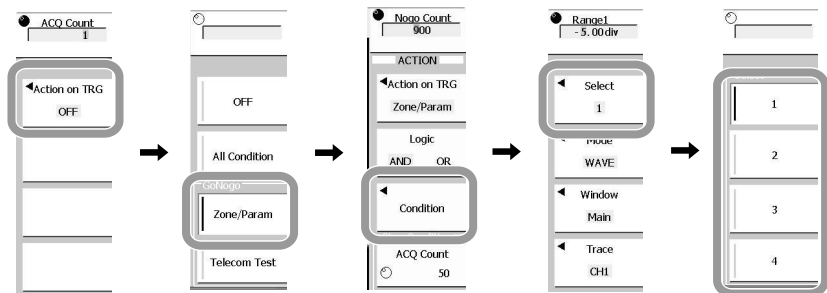 ACQ Count
1
Action on TRG
OFF
OFF
All Condition
GoNogo
Zone/Param
Telecom Test
Nogo Count
900
ACTION
Action on TRG
Zone/Param
Logic
AND OR
Condition
ACQ Count
50
Range1
-5.00div
Select
1
Mode
WAVE
Window
Main
Trace
CH1
1
2
3
4